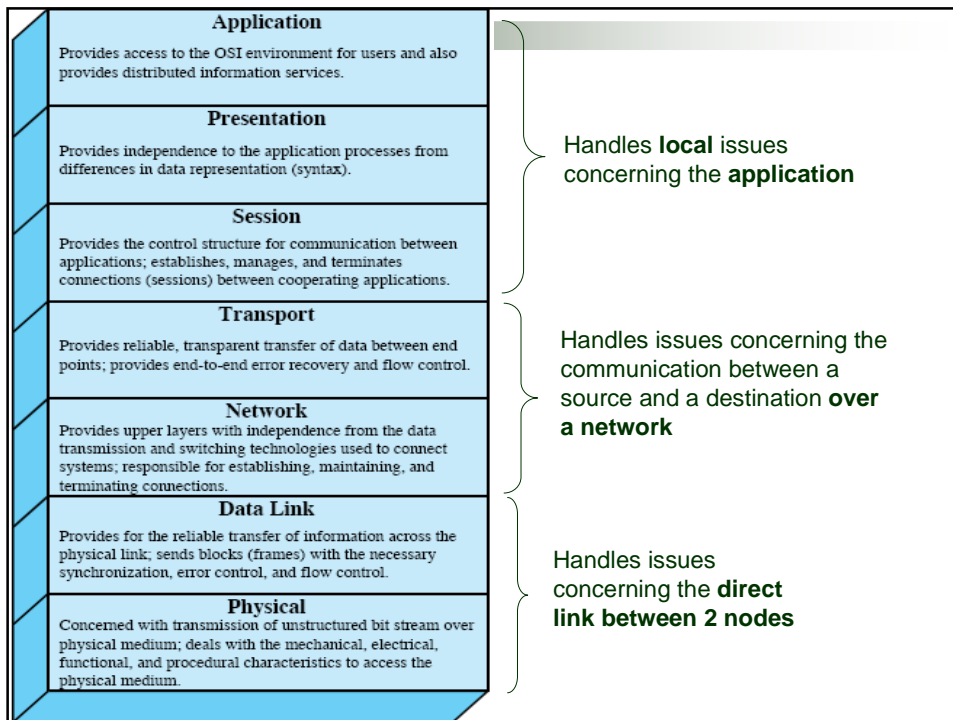 Application
Provides access to the OSI environment for users and also
provides distributed information services.
Presentation
Provides independence to the application processes from
differences in data representation (syntax).
Session
Provides the control structure for communication between
applications; establishes, manages, and terminates
connections (sessions) between cooperating applications.
Handles local issues
concerning the application
Transport
Provides reliable, transparent transfer of data between end
points; provides end-to-end error recovery and flow control.
Network
Provides upper layers with independence from the data
transmission and switching technologies used to connect
systems; responsible for establishing, maintaining, and
terminating connections.
Handles issues concerning the
communication between a
source and a destination over
a network
Data Link
Provides for the reliable transfer of information across the
physical link; sends blocks (frames) with the necessary
synchronization, error control, and flow control.
Physical
Concerned with transmission of unstructured bit stream over
physical medium; deals with the mechanical, electrical,
functional, and procedural characteristics to access the
physical medium.
Handles issues
concerning the direct
link between 2 nodes